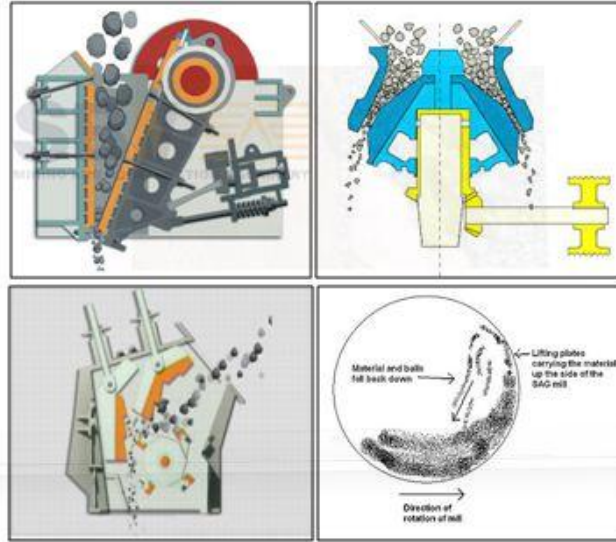 Material and balls
fell back down
Lifting plates
carrying the material
up the side of the
SAG mill
Direction of
rotation of mill